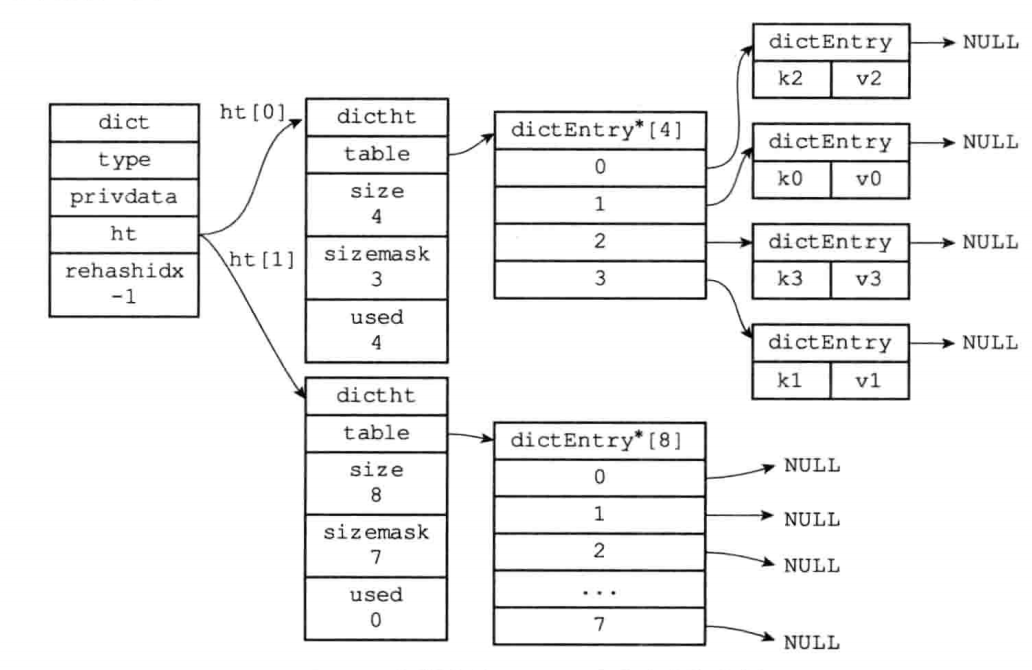 dict
type
privdata
ht
rehashidx
-1
ht[0]
ht[1]
dictht
table
size
4
sizemask
3
used
4
dictEntry*[4]
0
1
2
3
dictEntry
k2 v2
NULL
dictEntry
k0 v0
NULL
dictEntry
k3 v3
NULL
dictEntry
k1 v1
NULL
dictht
table
size
8
sizemask
7
used
0
dictEntry*[8]
0
1
2
...
7
NULL
NULL
NULL
NULL